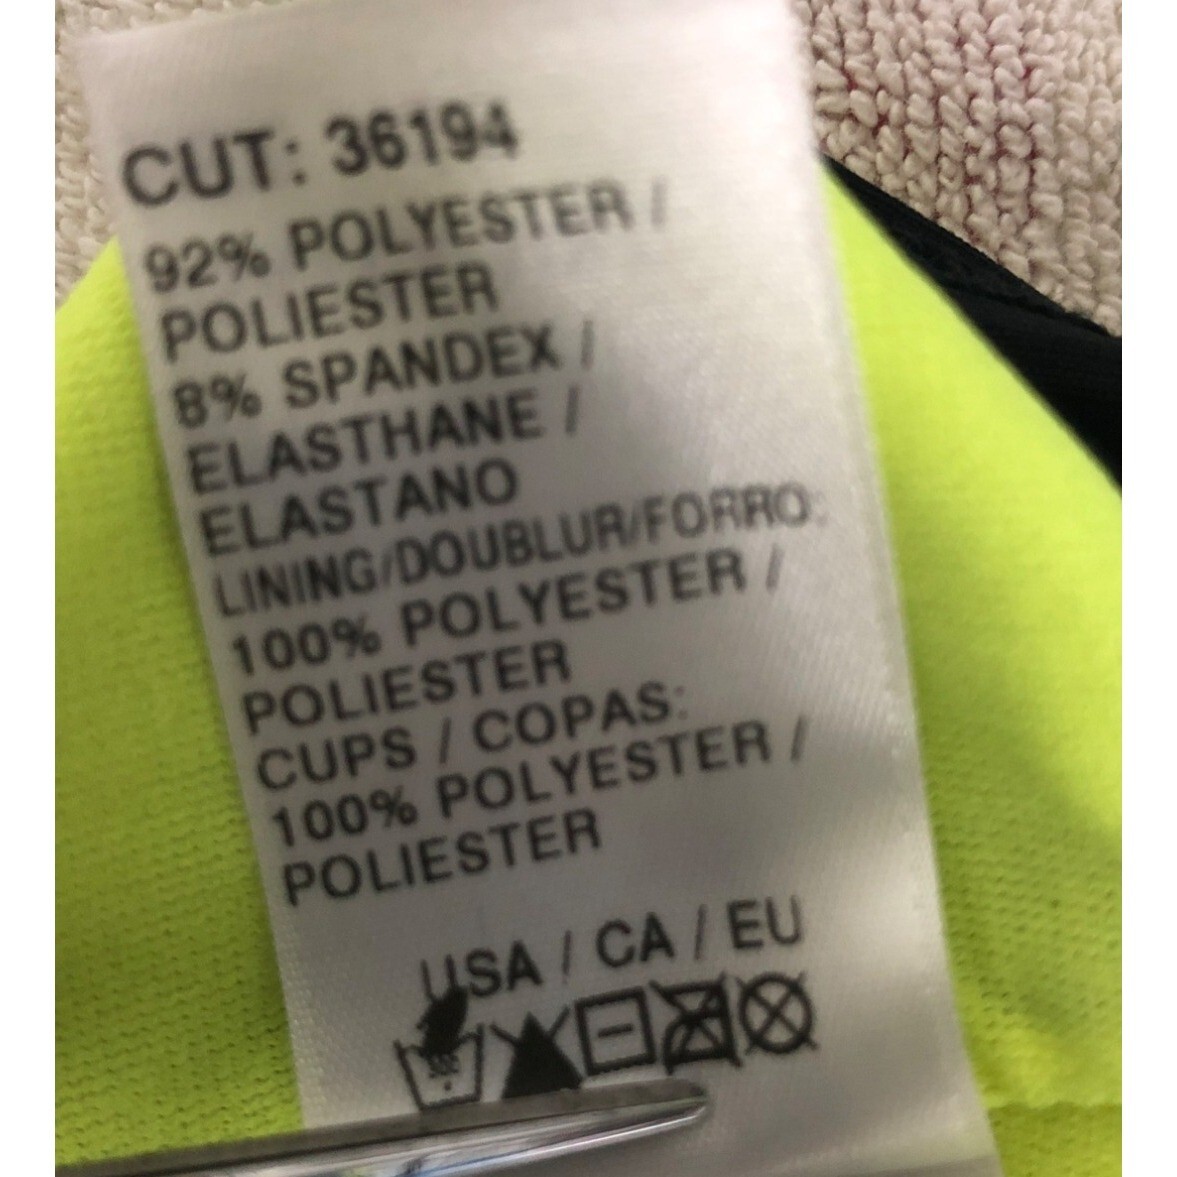 CUT: 36194
92% POLYESTER /
POLIESTER
8% SPANDEX /
ELASTHANE /
ELASTANO
LINING/DOUBLUR/FORRO:
100% POLYESTER /
POLIESTER
CUPS / COPAS:
100% POLYESTER /
POLIESTER
USA / CA / EU